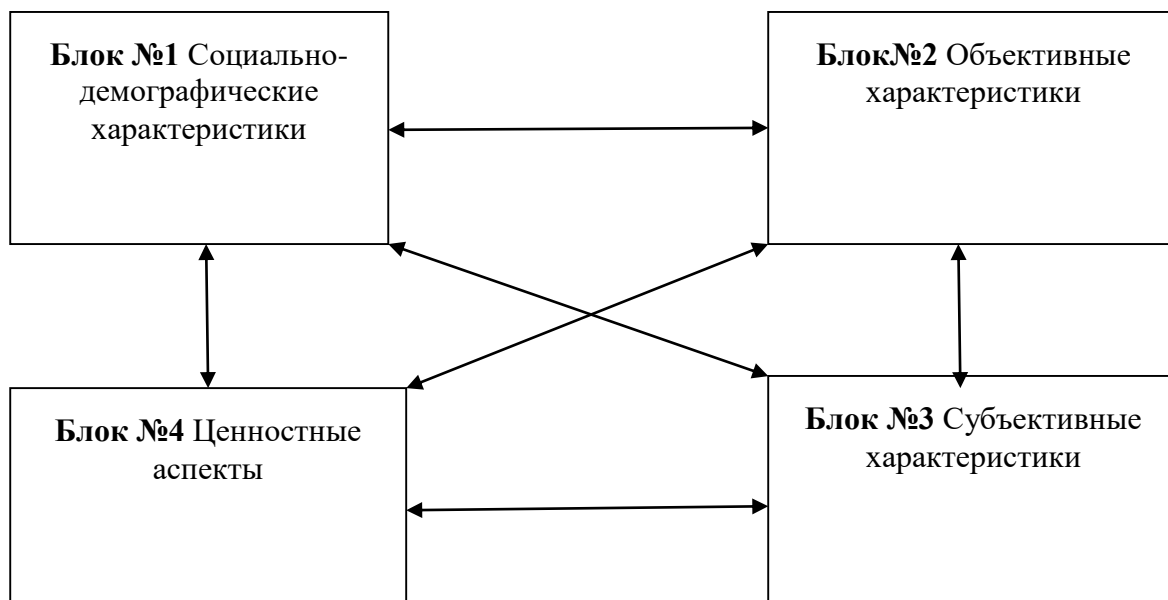 Блок №1 Социально-
демографические
характеристики
Блок№2 Объективные
характеристики
Блок №4 Ценностные
аспекты
Блок №3 Субъективные
характеристики